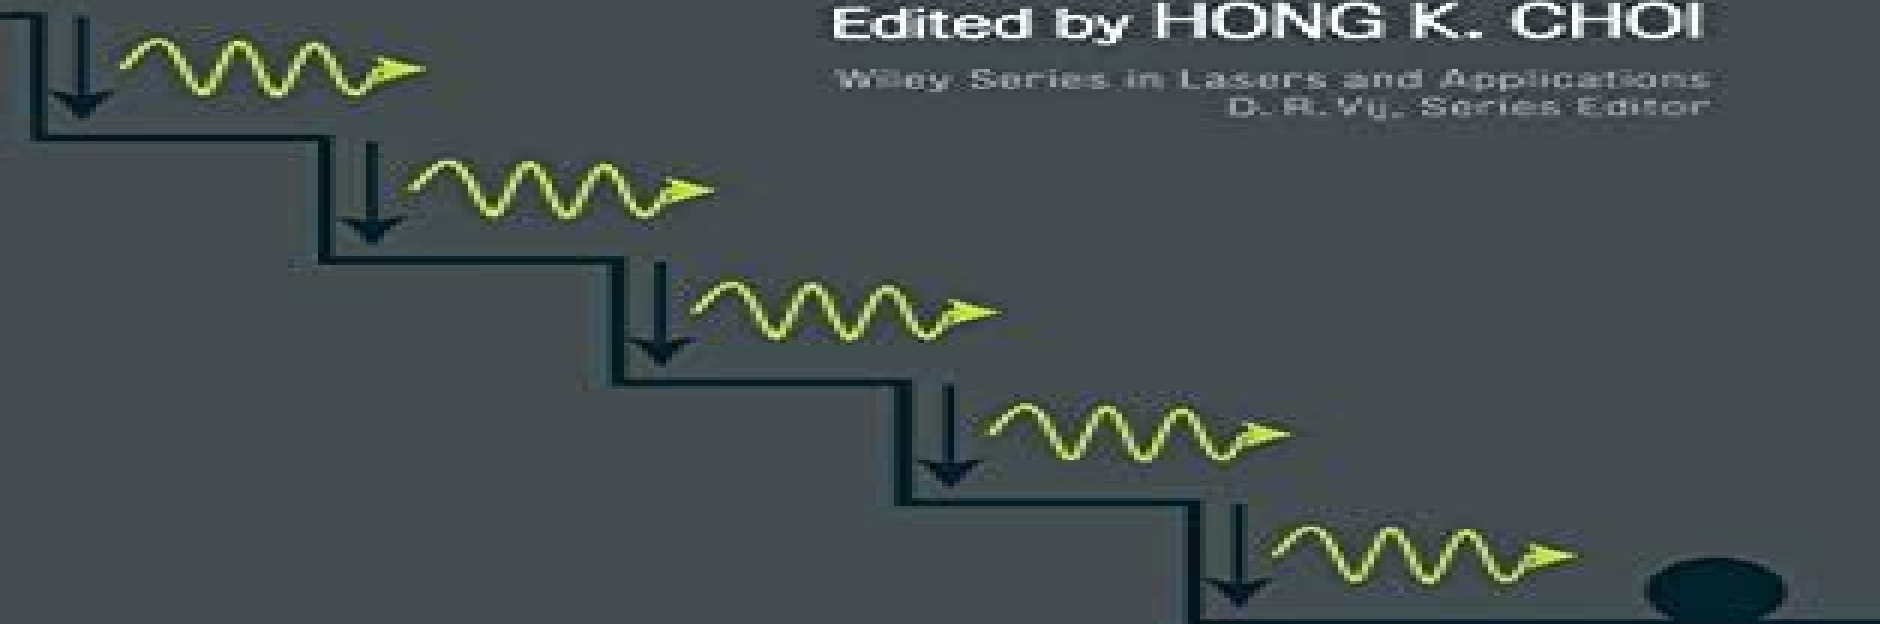 Edited by HONG K. CHOI
Wiley Series in Lasers and Applications
D. R. Vij, Series Editor